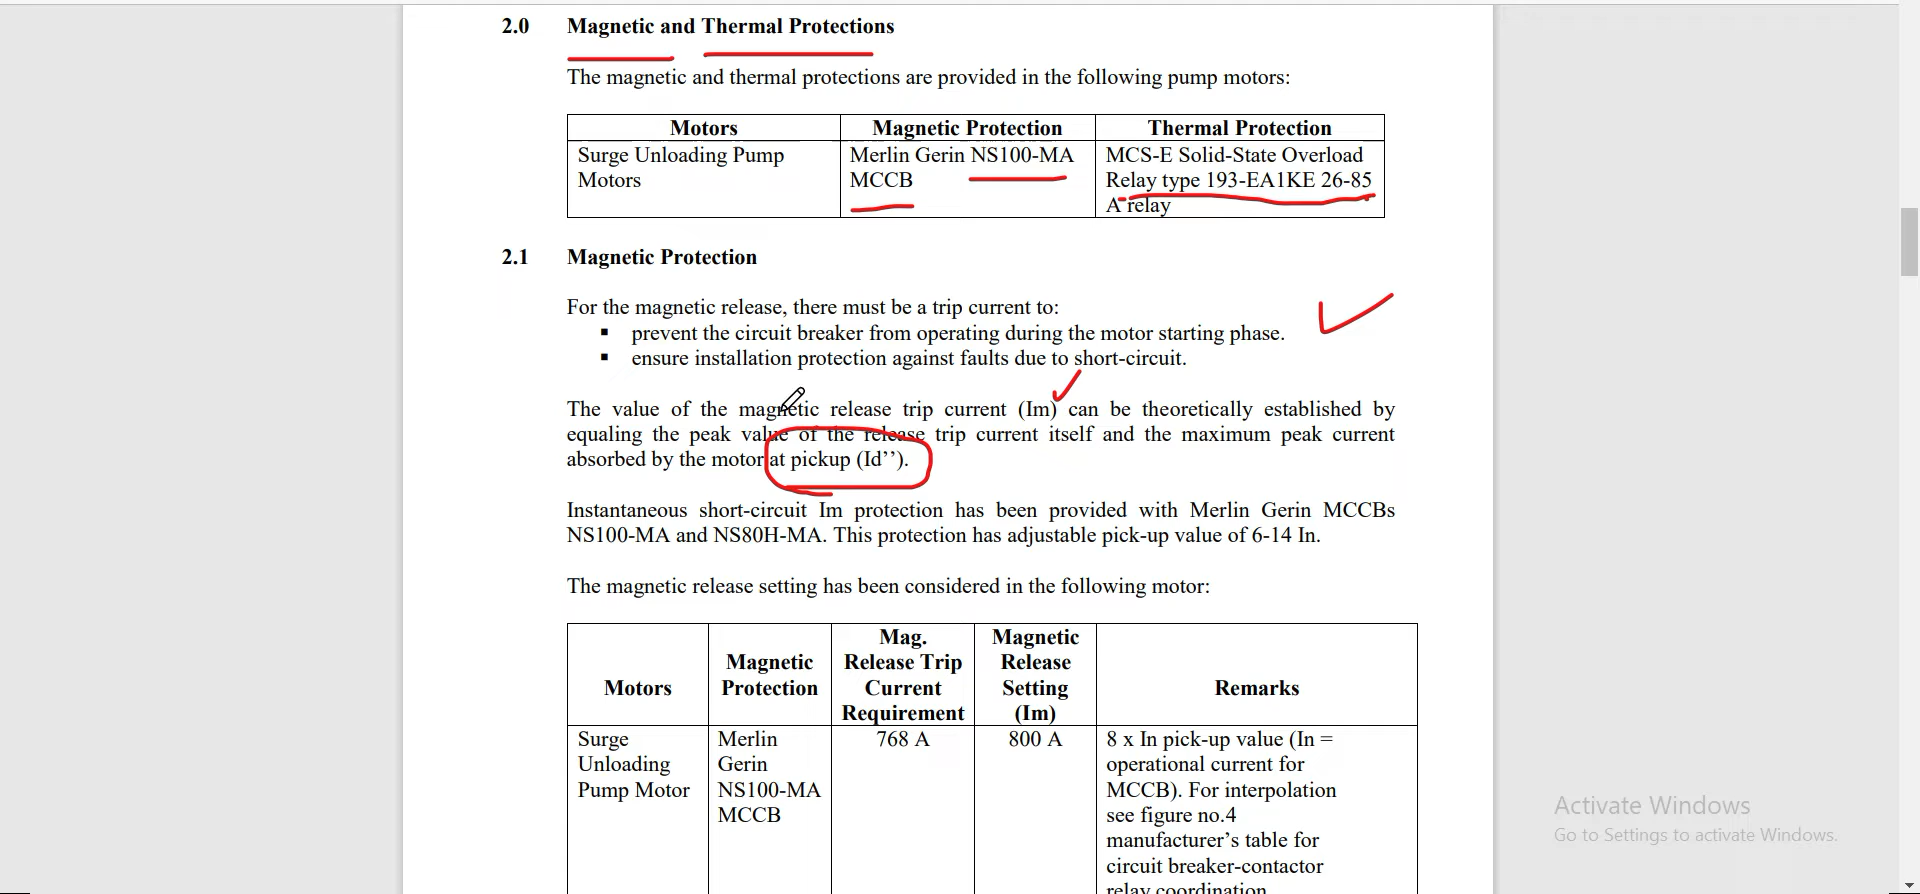 2.0 Magnetic and Thermal Protections
The magnetic and thermal protections are provided in the following pump motors:
Motors Magnetic Protection Thermal Protection
Surge Unloading Pump Motors
Merlin Gerin NS100-MA MCCB
MCS-E Solid-State Overload Relay type 193-EA1KE 26-85 A relay
2.1 Magnetic Protection
For the magnetic release, there must be a trip current to:
▪ prevent the circuit breaker from operating during the motor starting phase.
▪ ensure installation protection against faults due to short-circuit.
The value of the magnetic release trip current (Im) can be theoretically established by
equaling the peak value of the release trip current itself and the maximum peak current
absorbed by the motor at pickup (Id’’).
Instantaneous short-circuit Im protection has been provided with Merlin Gerin MCCBs
NS100-MA and NS80H-MA. This protection has adjustable pick-up value of 6-14 In.
The magnetic release setting has been considered in the following motor:
Motors
Magnetic
Protection
Mag.
Release Trip
Current
Requirement
Magnetic
Release
Setting
(Im)
Remarks
Surge
Unloading
Pump Motor
Merlin
Gerin
NS100-MA
MCCB
768 A
800 A
8 x In pick-up value (In =
operational current for
MCCB). For interpolation
see figure no.4
manufacturer’s table for
circuit breaker-contactor
relay coordination
Activate Windows
Go to Settings to activate Windows.